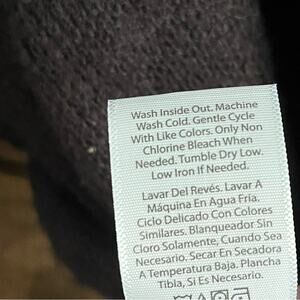 Wash Inside Out. Machine
Wash Cold. Gentle Cycle
With Like Colors. Only Non
Chlorine Bleach When
Needed. Tumble Dry Low.
Low Iron If Needed.
Lavar Del Revés. Lavar A
Máquina En Agua Fría.
Ciclo Delicado Con Colores
Similares. Blanqueador Sin
Cloro Solamente, Cuando Sea
Necesario. Secar En Secadora
A Temperatura Baja. Plancha
Tibia, Si Es Necesario.